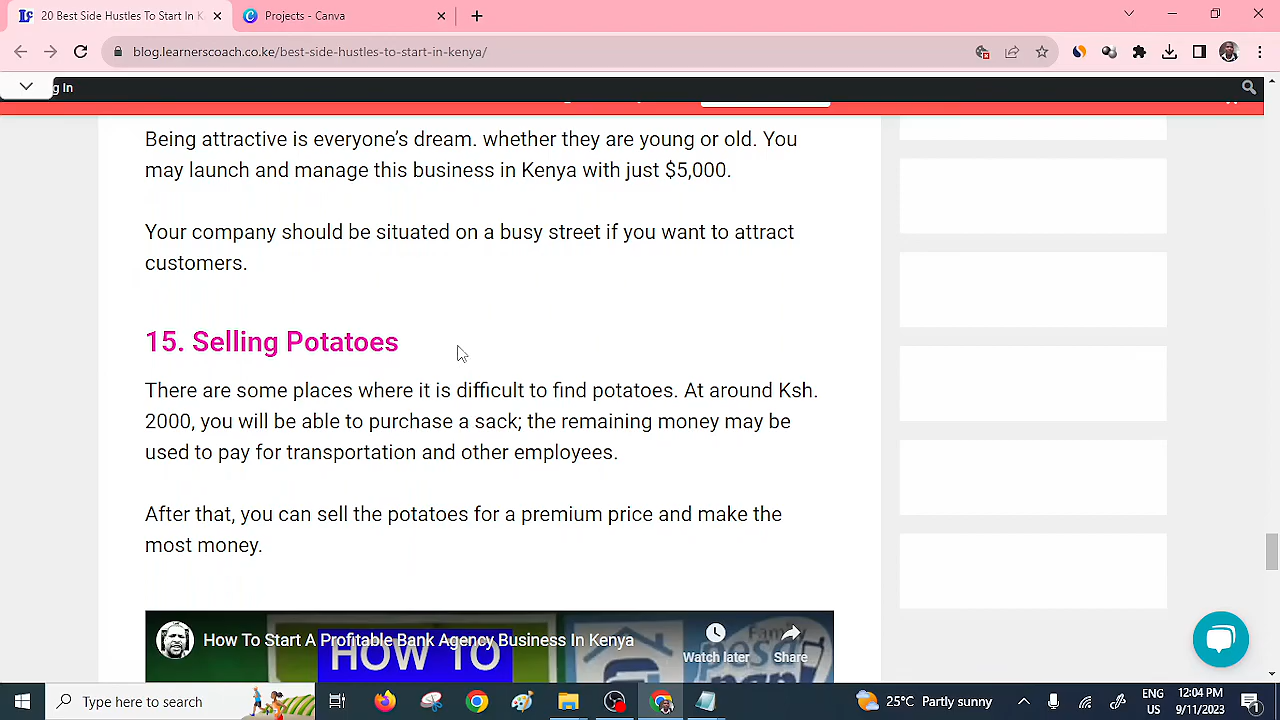 20 Best Side Hustles To Start In K
Projects - Canva
blog.learnerscoach.co.ke/best-side-hustles-to-start-in-kenya/
g In
Being attractive is everyone's dream. whether they are young or old. You
may launch and manage this business in Kenya with just $5,000.
Your company should be situated on a busy street if you want to attract
customers.
15. Selling Potatoes
There are some places where it is difficult to find potatoes. At around Ksh.
2000, you will be able to purchase a sack; the remaining money may be
used to pay for transportation and other employees.
After that, you can sell the potatoes for a premium price and make the
most money.
How To Start A Profitable Bank Agency Business In Kenya
HOW TO
Watch later
Share
Type here to search
25°C Partly sunny
ENG
US
12:04 PM
9/11/2023
1